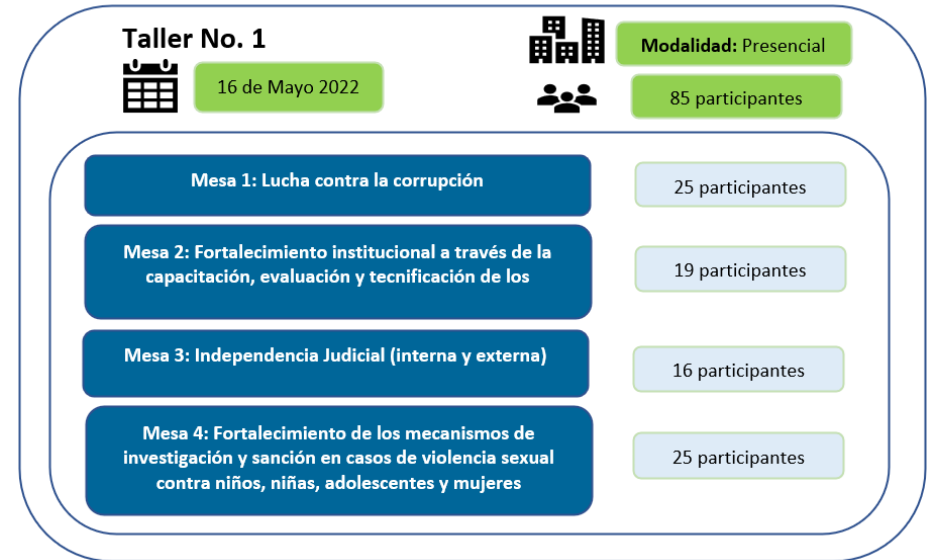 Taller No. 1
Modalidad: Presencial
16 de Mayo 2022
85 participantes
Mesa 1: Lucha contra la corrupción
25 participantes
Mesa 2: Fortalecimiento institucional a través de la
capacitación, evaluación y tecnificación de los
19 participantes
Mesa 3: Independencia Judicial (interna y externa)
16 participantes
Mesa 4: Fortalecimiento de los mecanismos de
investigación y sanción en casos de violencia sexual
contra niños, niñas, adolescentes y mujeres
25 participantes